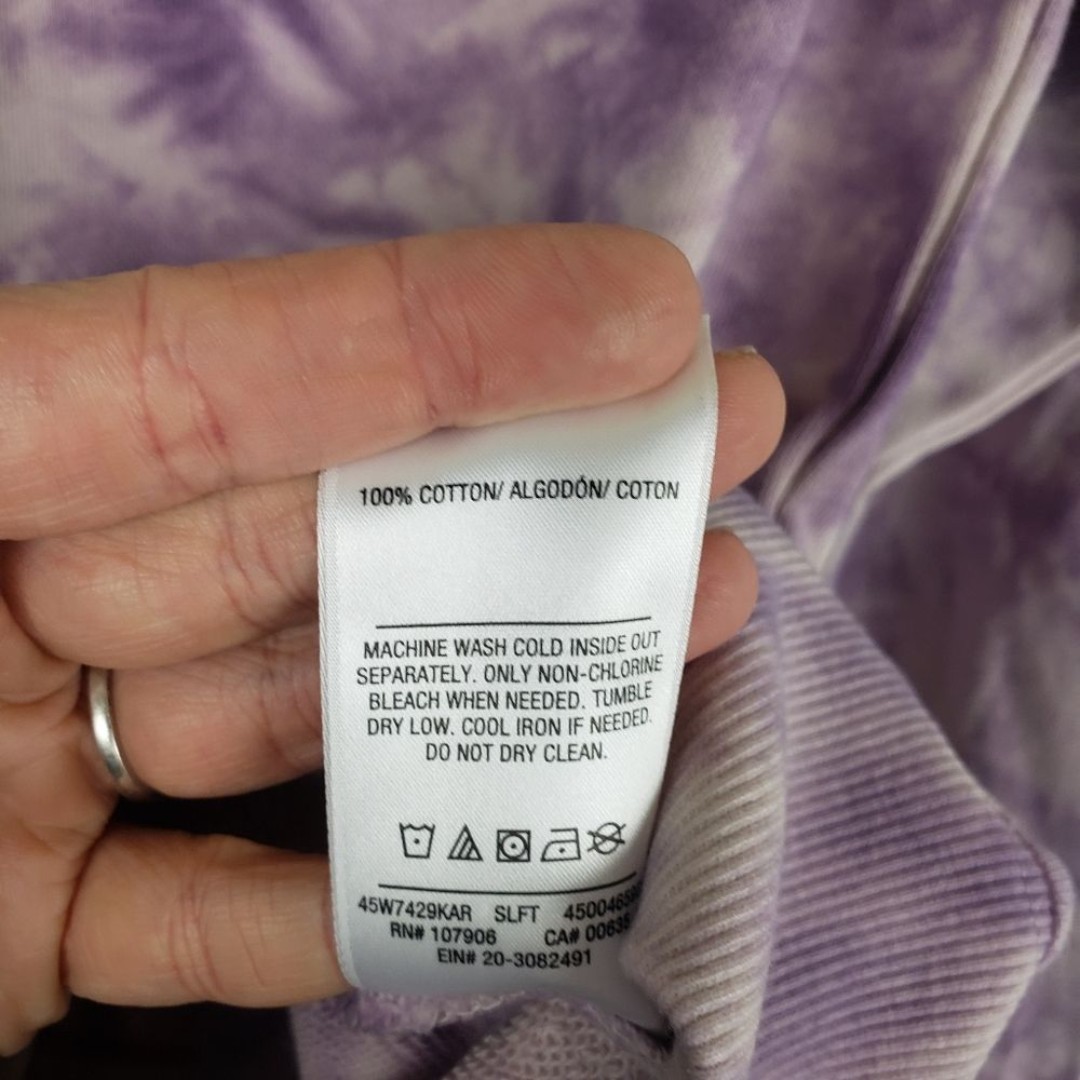 100% COTTON/ ALGODÓN/ COTON
MACHINE WASH COLD INSIDE OUT
SEPARATELY. ONLY NON-CHLORINE
BLEACH WHEN NEEDED. TUMBLE
DRY LOW. COOL IRON IF NEEDED.
DO NOT DRY CLEAN.
45W7429KAR SLFT
RN# 107906 CA#
EIN# 20-3082491